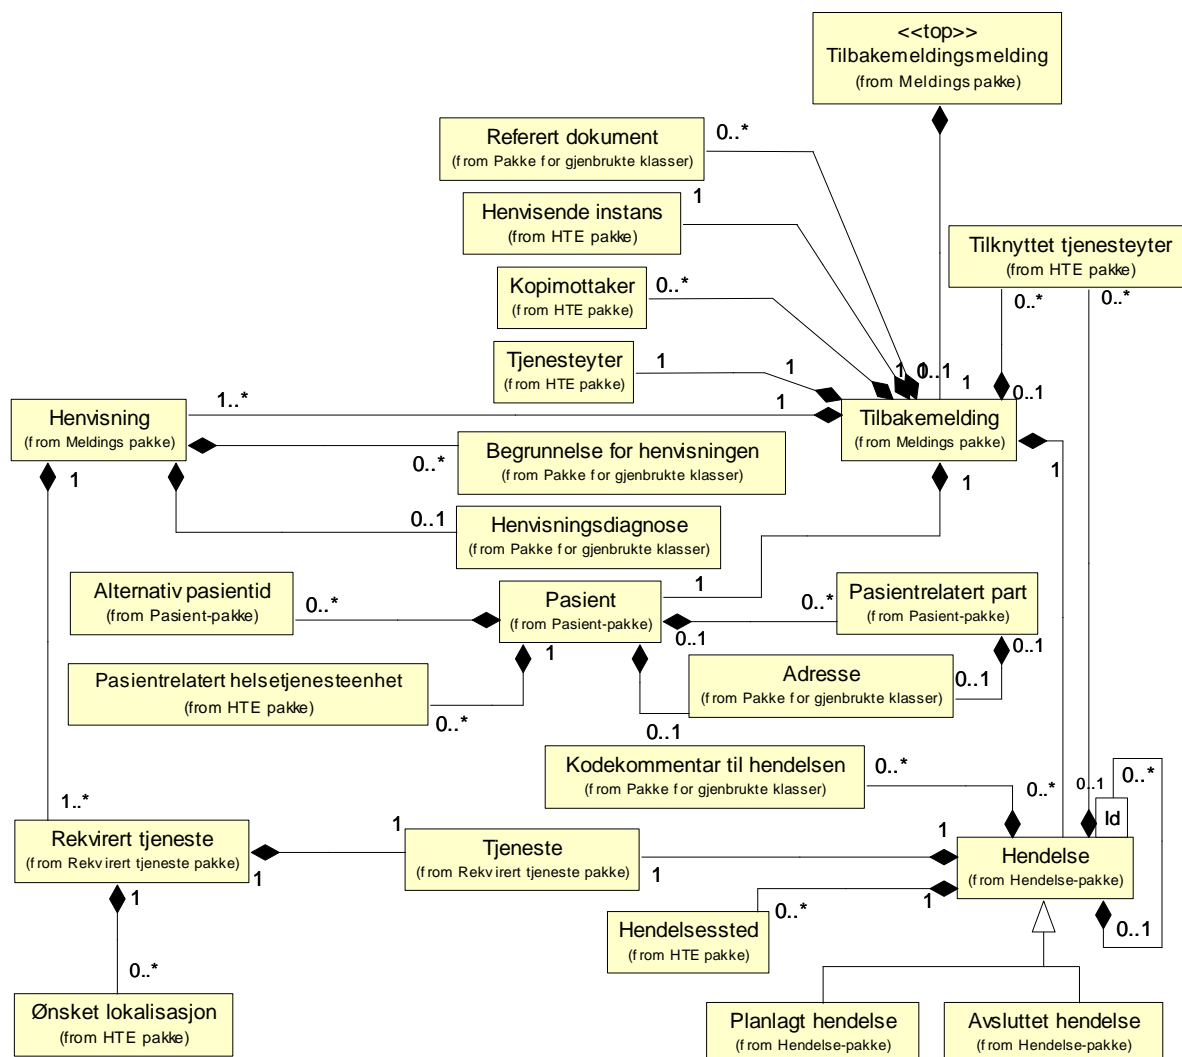 <<top>>
Tilbakemeldingsmelding
(from Meldings pakke)
Referert dokument
(from Pakke for gjenbrukte klasser)
0..*
Henvisende instans
(from HTE pakke)
1
Tilknyttet tjenesteyter
(from HTE pakke)
Kopimottaker
(from HTE pakke)
0..*
0..*
0..*
Tjenesteyter
(from HTE pakke)
1
1
1
0..1
1
0..1
Henvisning
(from Meldings pakke)
1..*
1
Tilbakemelding
(from Meldings pakke)
1
Begrunnelse for henvisningen
(from Pakke for gjenbrukte klasser)
0..*
1
1
Henvisningsdiagnose
(from Pakke for gjenbrukte klasser)
0..1
Alternativ pasientid
(from Pasient-pakke)
0..*
Pasient
(from Pasient-pakke)
1
0..*
Pasientrelatert part
(from Pasient-pakke)
1
0..1
0..1
Pasientrelatert helsetjenesteenhet
(from HTE pakke)
0..*
Adresse
(from Pakke for gjenbrukte klasser)
0..1
0..1
Kodekommentar til hendelsen
(from Pakke for gjenbrukte klasser)
0..*
0..*
0..1
0..*
Id
1..*
Rekvirert tjeneste
(from Rekvirert tjeneste pakke)
1
1
Tjeneste
(from Rekvirert tjeneste pakke)
1
1
Hendelse
(from Hendelse-pakke)
1
1
0..*
Hendelsessted
(from HTE pakke)
0..1
0..*
Ønsket lokalisasjon
(from HTE pakke)
Planlagt hendelse
(from Hendelse-pakke)
Avsluttet hendelse
(from Hendelse-pakke)